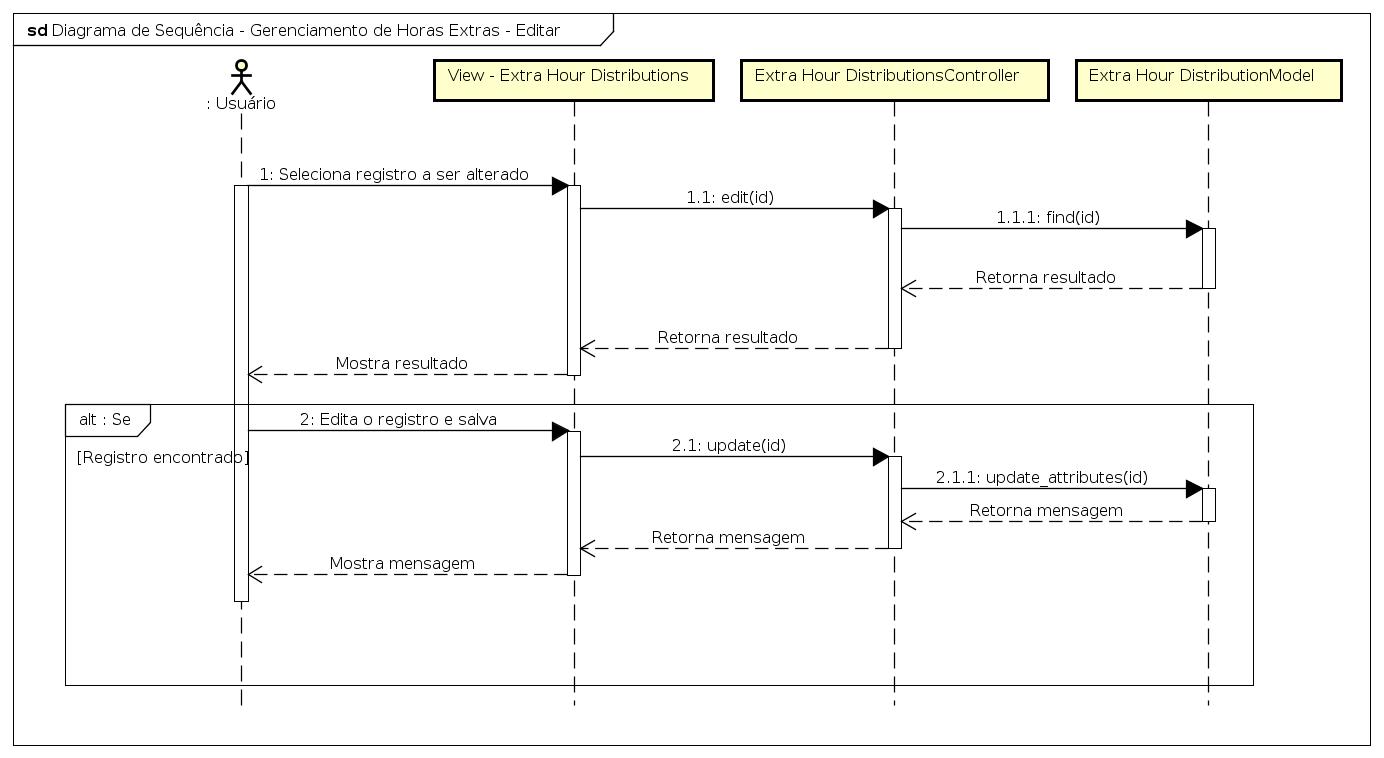 sd Diagrama de Sequência - Gerenciamento de Horas Extras - Editar
: Usuário
View - Extra Hour Distributions
Extra Hour DistributionsController
Extra Hour DistributionModel
1: Seleciona registro a ser alterado
1.1: edit(id)
1.1.1: find(id)
Retorna resultado
Retorna resultado
Mostra resultado
alt : Se
2: Edita o registro e salva
[Registro encontrado]
2.1: update(id)
2.1.1: update_attributes(id)
Retorna mensagem
Retorna mensagem
Mostra mensagem